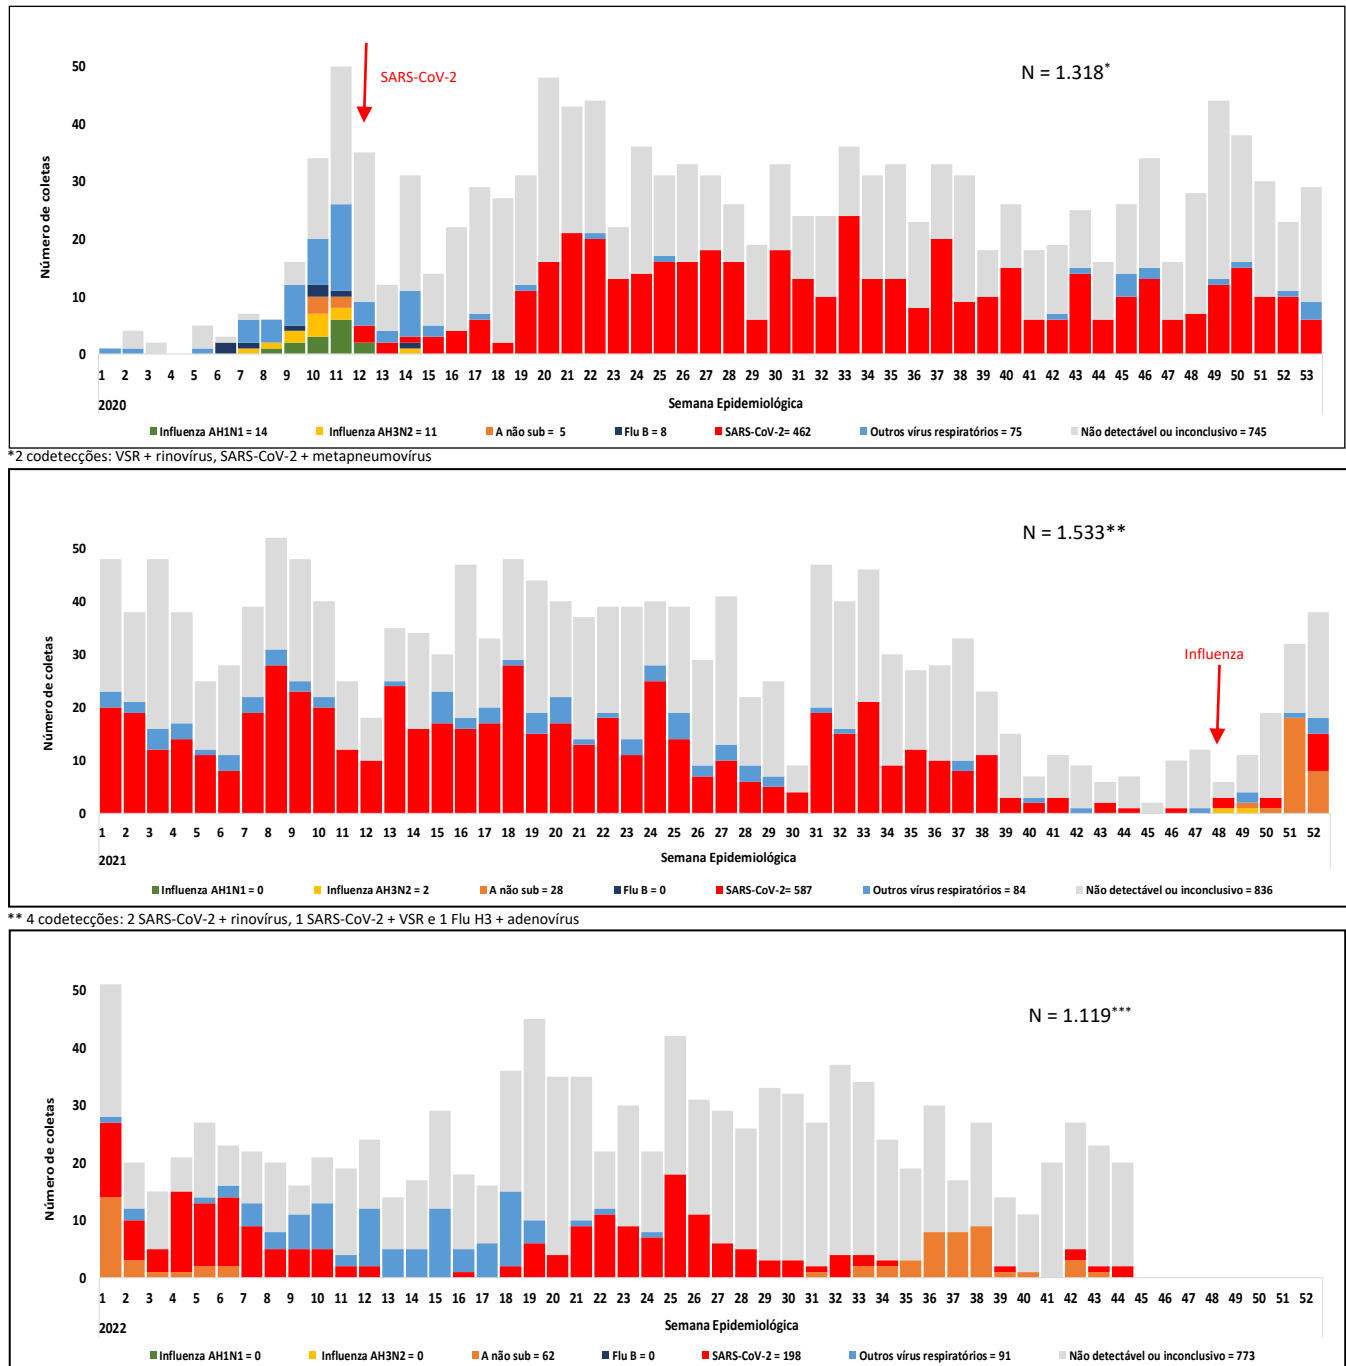 N = 1.318*
SARS-CoV-2
Número de coletas
50
40
30
20
10
0
1 2 3 4 5 6 7 8 9 10 11 12 13 14 15 16 17 18 19 20 21 22 23 24 25 26 27 28 29 30 31 32 33 34 35 36 37 38 39 40 41 42 43 44 45 46 47 48 49 50 51 52 53
2020
Semana Epidemiológica
Influenza AH1N1 = 14 Influenza AH3N2 = 11 A não sub = 5 Flu B = 8 SARS-CoV-2= 462 Outros vírus respiratórios = 75 Não detectável ou inconclusivo = 745
*2 codetecções: VSR + rinovírus, SARS-CoV-2 + metapneumovírus
N = 1.533**
Influenza
Número de coletas
50
40
30
20
10
0
1 2 3 4 5 6 7 8 9 10 11 12 13 14 15 16 17 18 19 20 21 22 23 24 25 26 27 28 29 30 31 32 33 34 35 36 37 38 39 40 41 42 43 44 45 46 47 48 49 50 51 52
2021
Semana Epidemiológica
Influenza AH1N1 = 0 Influenza AH3N2 = 2 A não sub = 28 Flu B = 0 SARS-CoV-2= 587 Outros vírus respiratórios = 84 Não detectável ou inconclusivo = 836
** 4 codetecções: 2 SARS-CoV-2 + rinovírus, 1 SARS-CoV-2 + VSR e 1 Flu H3 + adenovírus
N = 1.119***
Número de coletas
50
40
30
20
10
0
1 2 3 4 5 6 7 8 9 10 11 12 13 14 15 16 17 18 19 20 21 22 23 24 25 26 27 28 29 30 31 32 33 34 35 36 37 38 39 40 41 42 43 44 45 46 47 48 49 50 51 52
2022
Semana Epidemiológica
Influenza AH1N1 = 0 Influenza AH3N2 = 0 A não sub = 62 Flu B = 0 SARS-CoV-2 = 198 Outros vírus respiratórios = 91 Não detectável ou inconclusivo = 773